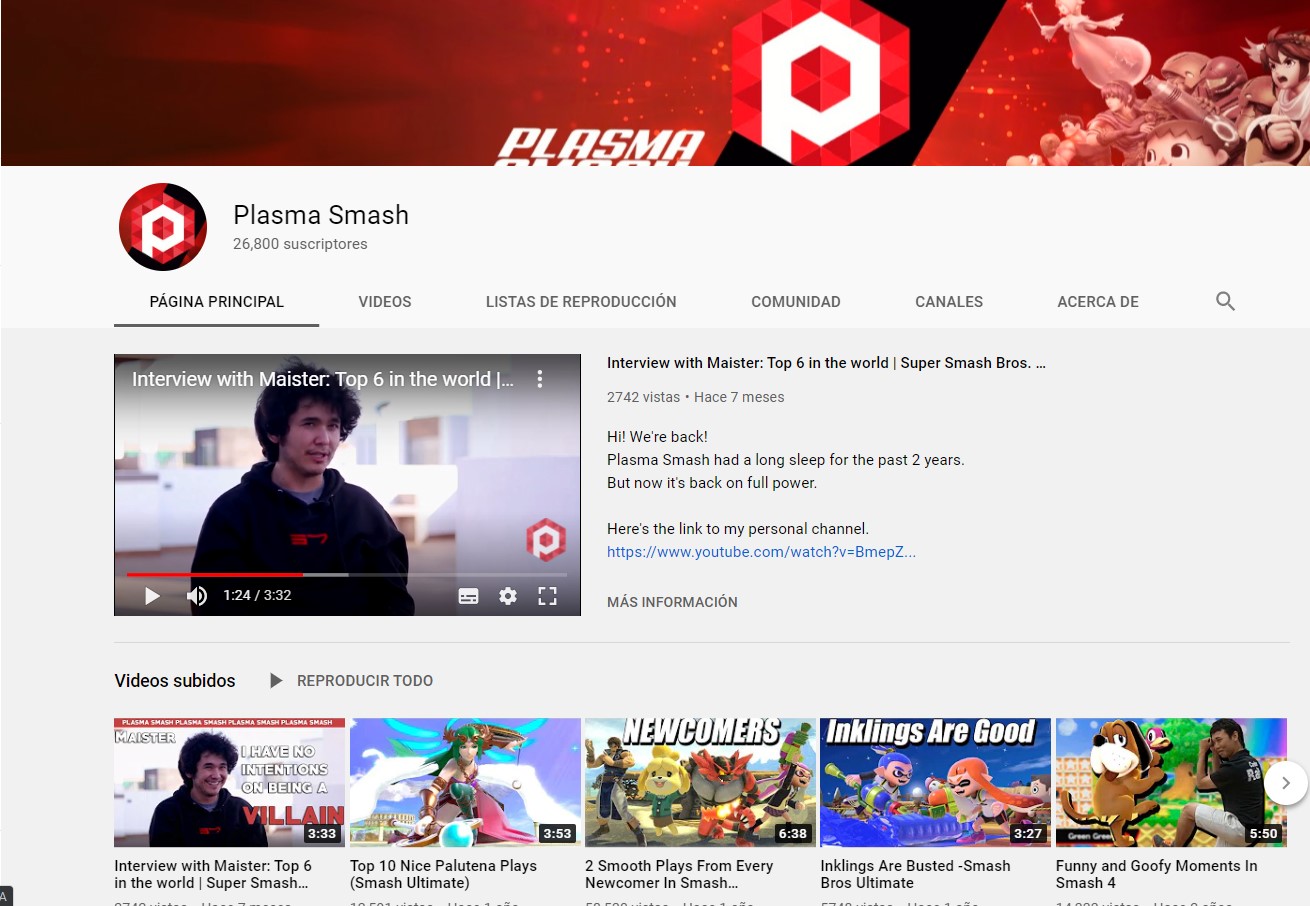 PLASMA
Plasma Smash
26,800 suscriptores
PÁGINA PRINCIPAL
VIDEOS
LISTAS DE REPRODUCCIÓN
COMUNIDAD
CANALES
ACERCA DE
Interview with Maister: Top 6 in the world |...
1:24 / 3:32
Interview with Maister: Top 6 in the world | Super Smash Bros. ...
2742 vistas • Hace 7 meses
Hi! We're back!
Plasma Smash had a long sleep for the past 2 years.
But now it's back on full power.
Here's the link to my personal channel.
https://www.youtube.com/watch?v=BmepZ...
MÁS INFORMACIÓN
Videos subidos
REPRODUCIR TODO
PLASMA SMASH PLASMA SMASH PLASMA SMASH PLASMA SMASH
MAISTER
I HAVE NO
INTENTIONS
ON BEING A
VILLAIN
3:33
Interview with Maister: Top 6
in the world | Super Smash...
3:53
Top 10 Nice Palutena Plays
(Smash Ultimate)
NEWCOMERS
6:38
2 Smooth Plays From Every
Newcomer In Smash...
Inklings Are Good
3:27
Inklings Are Busted -Smash
Bros Ultimate
Green Gree
5:50
Funny and Goofy Moments In
Smash 4